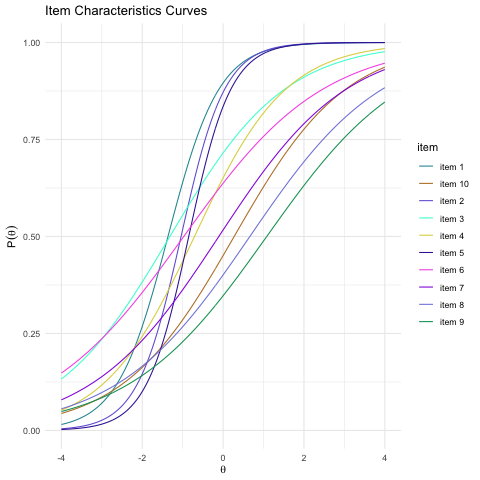 Item Characteristics Curves
1.00
0.75
0.50
0.25
0.00
P(θ)
-4 -2 0 2 4
θ
item
item 1
item 10
item 2
item 3
item 4
item 5
item 6
item 7
item 8
item 9